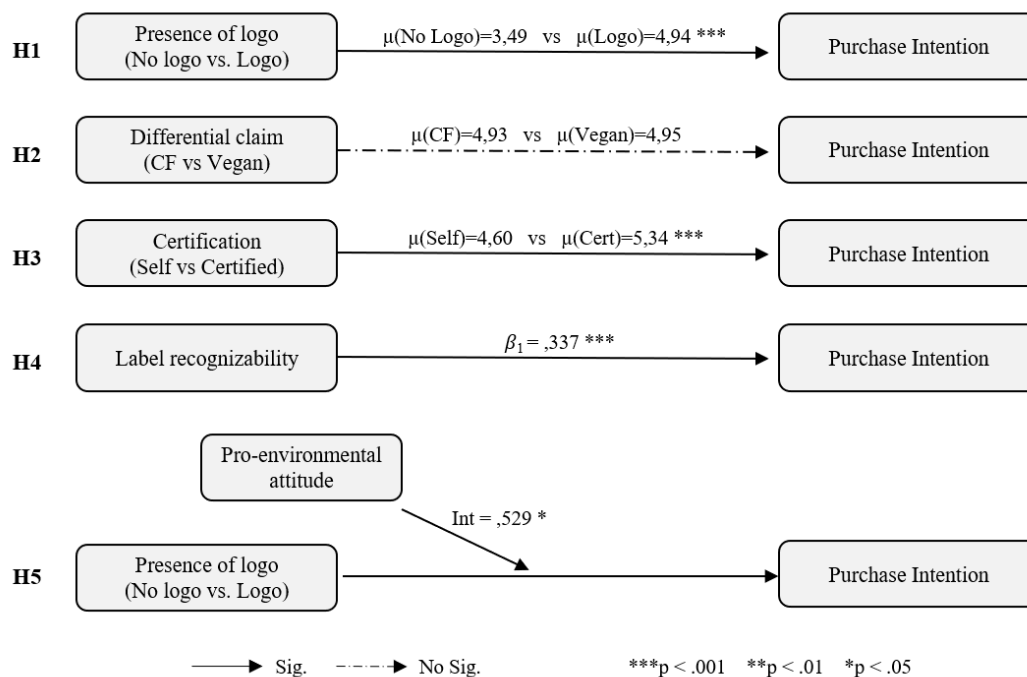 H1
Presence of logo
(No logo vs. Logo)
μ(No Logo)=3,49 vs μ(Logo)=4,94 ***
Purchase Intention
H2
Differential claim
(CF vs Vegan)
μ(CF)=4,93 vs μ(Vegan)=4,95
Purchase Intention
H3
Certification
(Self vs Certified)
μ(Self)=4,60 vs μ(Cert)=5,34 ***
Purchase Intention
H4
Label recognizability
β₁ = ,337 ***
Purchase Intention
Pro-environmental
attitude
Int = ,529 *
H5
Presence of logo
(No logo vs. Logo)
Purchase Intention
Sig. No Sig. ***p < .001 **p < .01 *p < .05